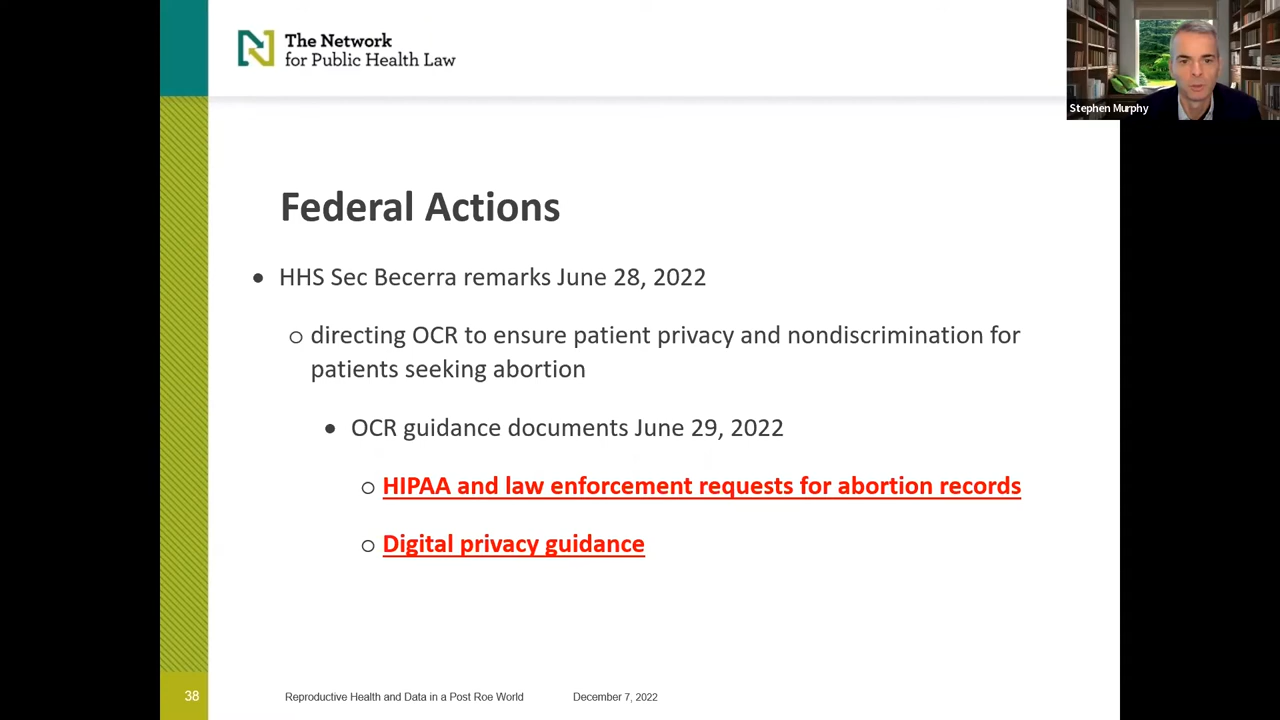 The Network
for Public Health Law
Stephen Murphy
Federal Actions
• HHS Sec Becerra remarks June 28, 2022
○ directing OCR to ensure patient privacy and nondiscrimination for
patients seeking abortion
• OCR guidance documents June 29, 2022
○ HIPAA and law enforcement requests for abortion records
○ Digital privacy guidance
38
Reproductive Health and Data in a Post Roe World
December 7, 2022